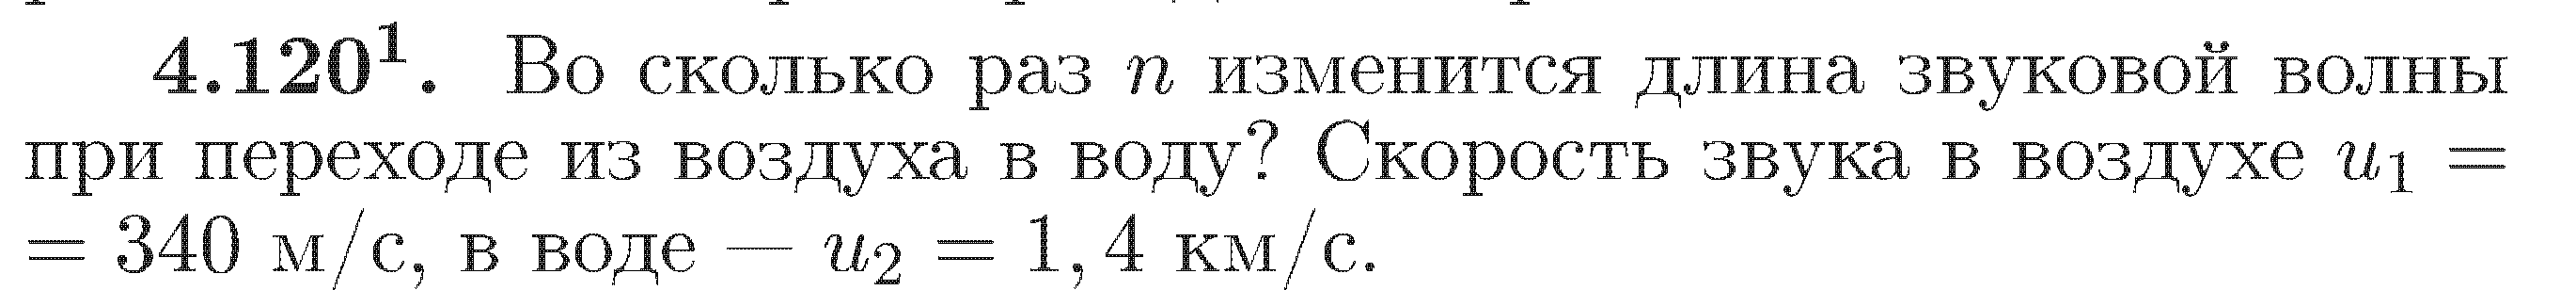 4.120¹. Во сколько раз n изменится длина звуковой волны
при переходе из воздуха в воду? Скорость звука в воздухе u₁ =
= 340 м/с, в воде — u₂ = 1, 4 км/с.